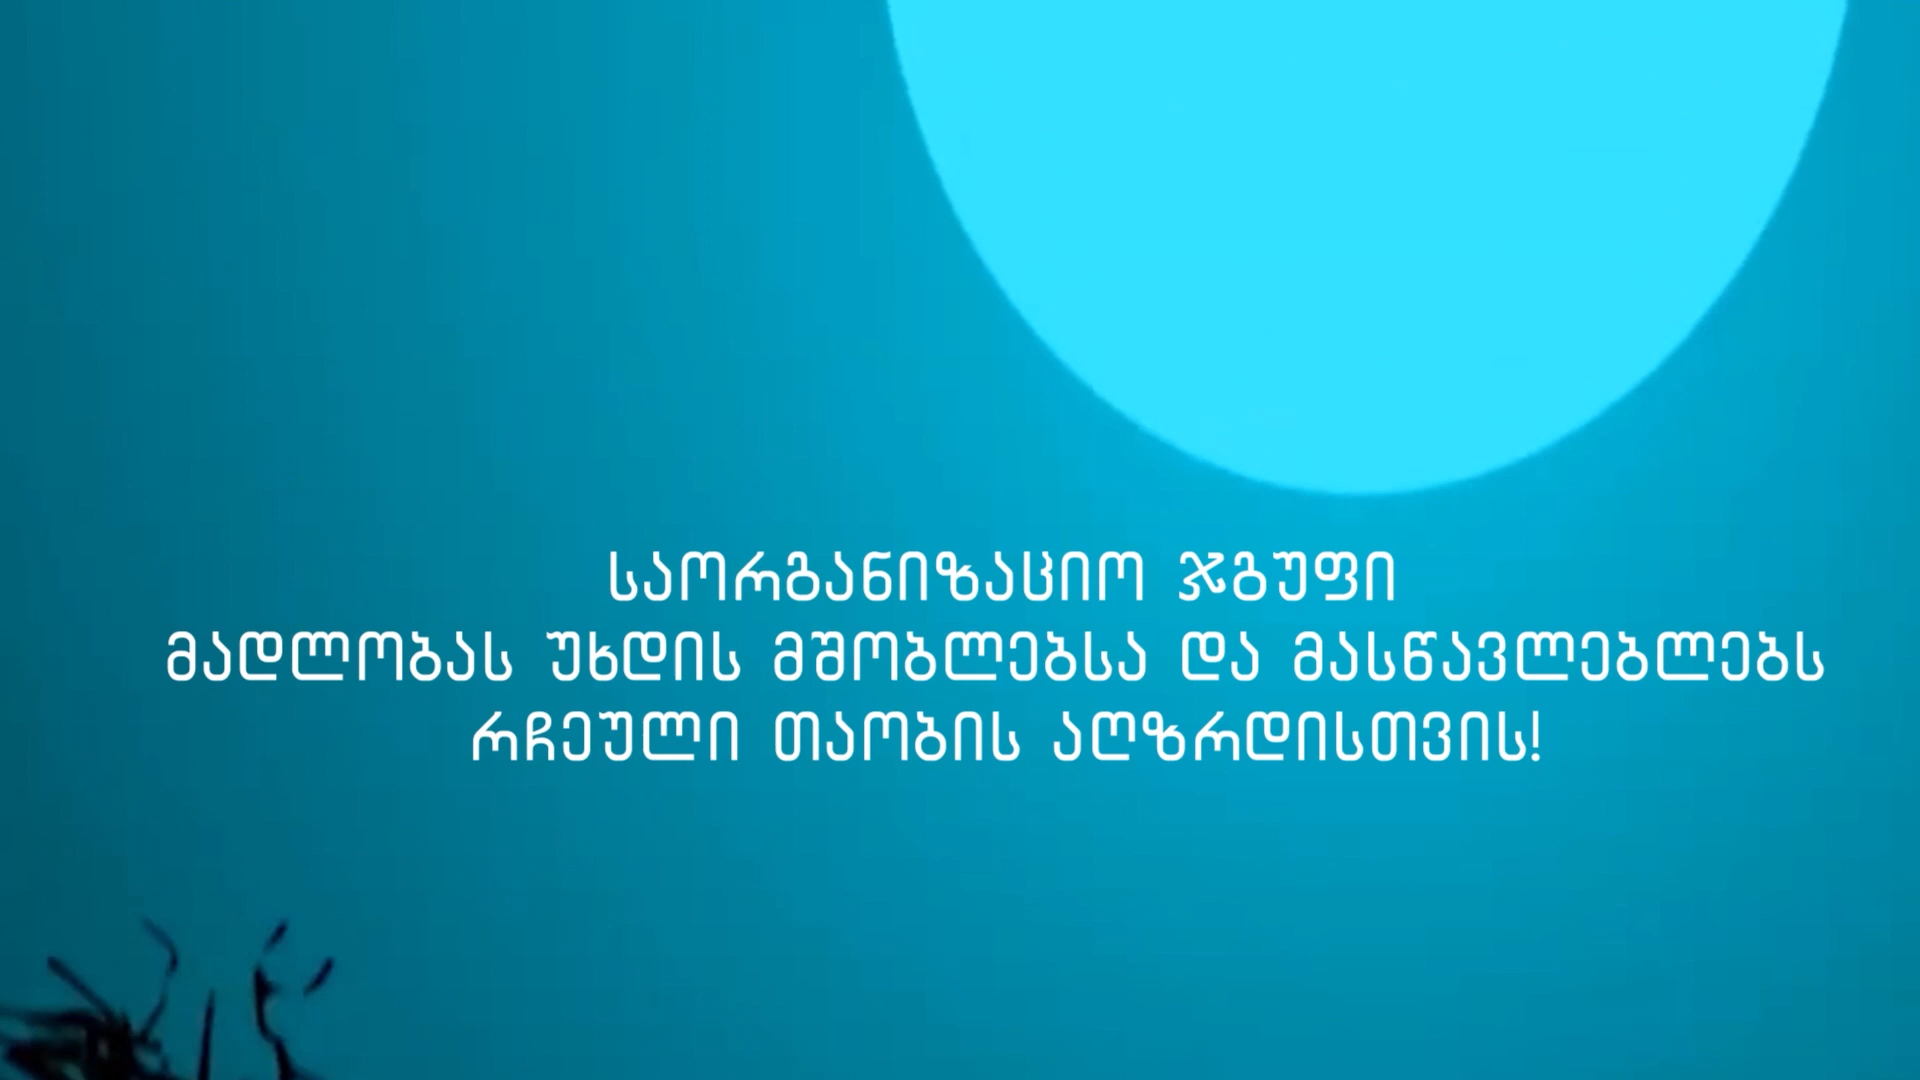 საორგანიზაციო ჯგუფი
მადლობას უხდის მშობლებსა და მასწავლებლებს
რჩეული თაობის აღზრდისთვის!